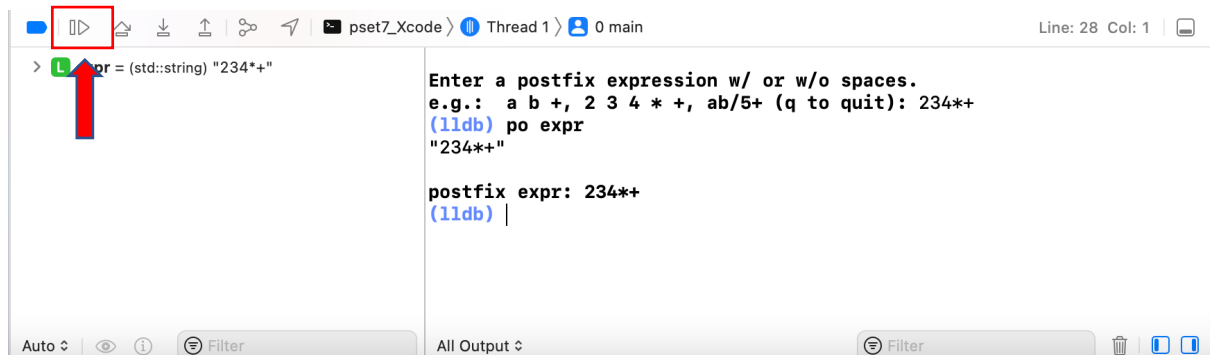 pset7_Xcode 〉 Thread 1 〉 0 main Line: 28 Col: 1
L = (std::string) "234*+"
Enter a postfix expression w/ or w/o spaces.
e.g.: a b +, 2 3 4 * +, ab/5+ (q to quit): 234*+
(lldb) po expr
"234*+"
postfix expr: 234*+
(lldb)
Auto Filter All Output Filter